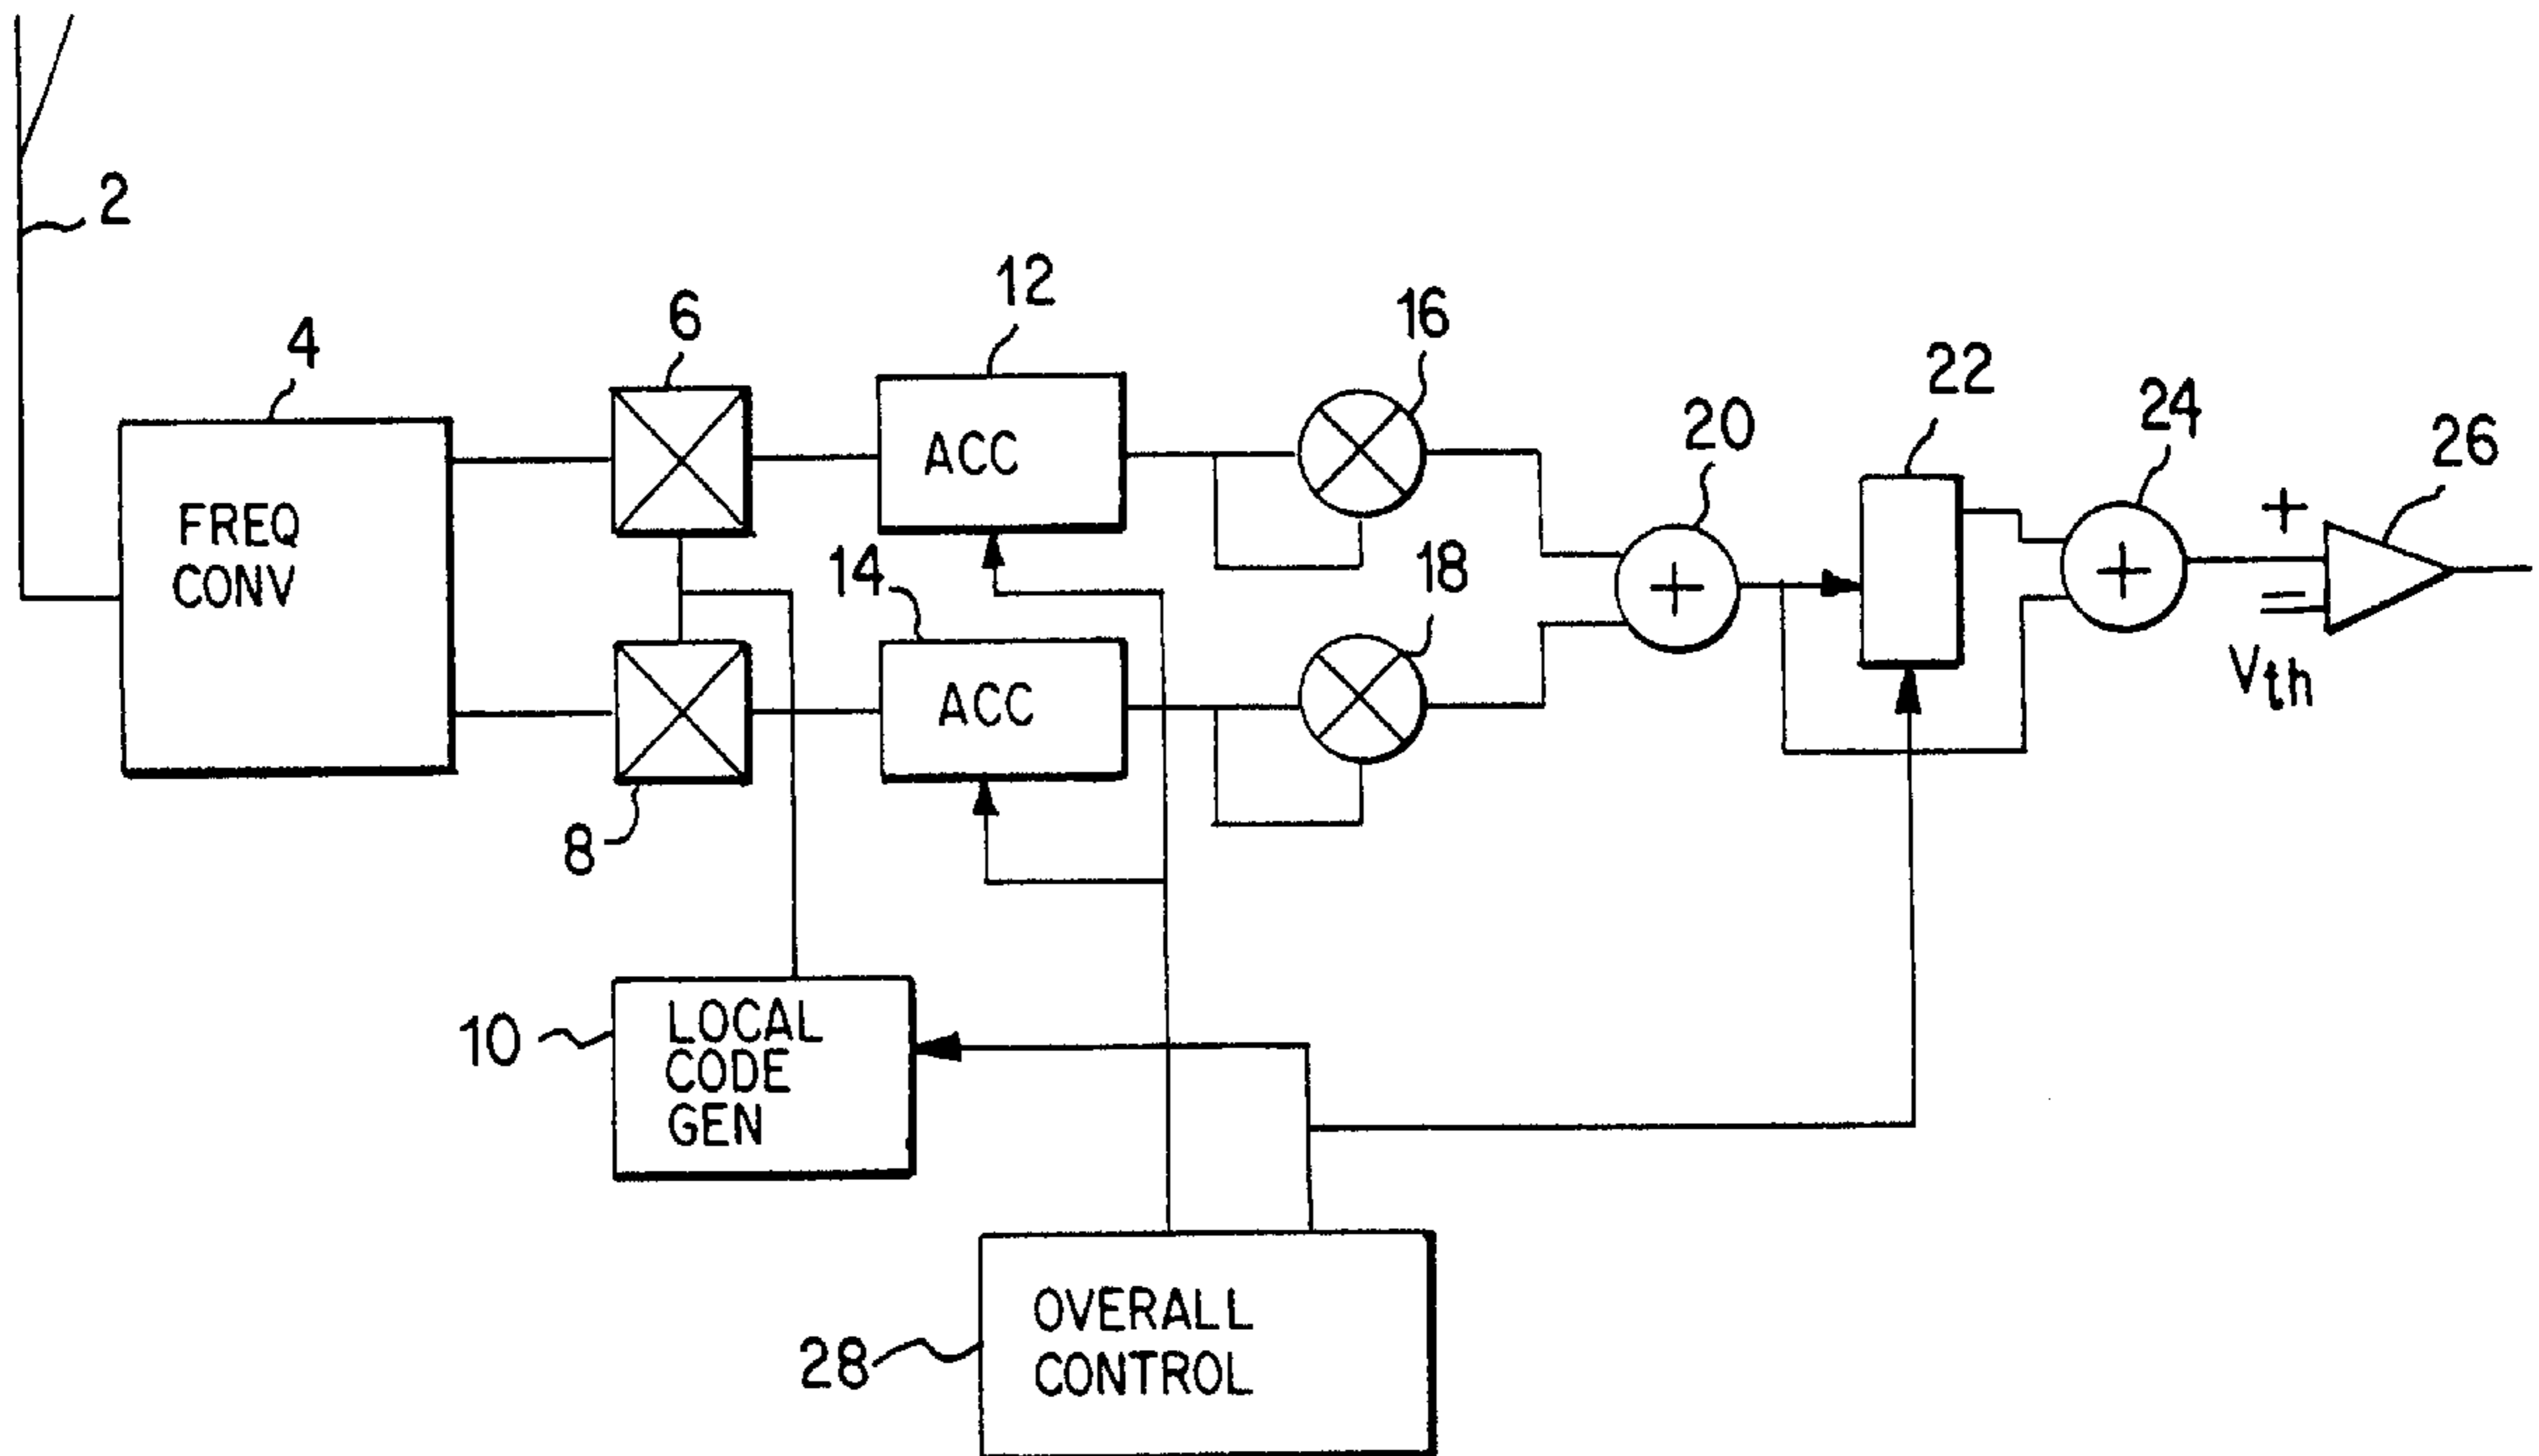 2
4
6
12
16
22
24
20
26
FREQ
CONV
ACC
+
14
18
+
+
=
Vth
ACC
8
10
LOCAL
CODE
GEN
28
OVERALL
CONTROL